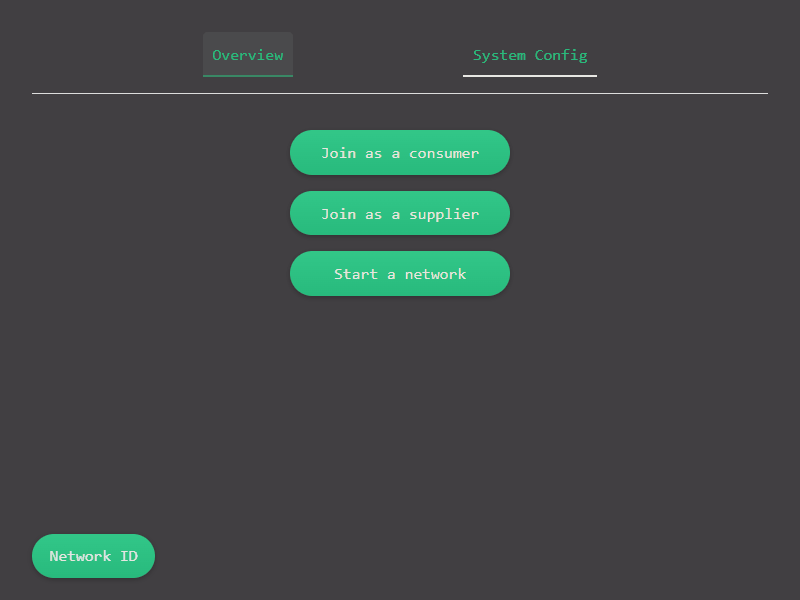 Overview
System Config
Join as a consumer
Join as a supplier
Start a network
Network ID